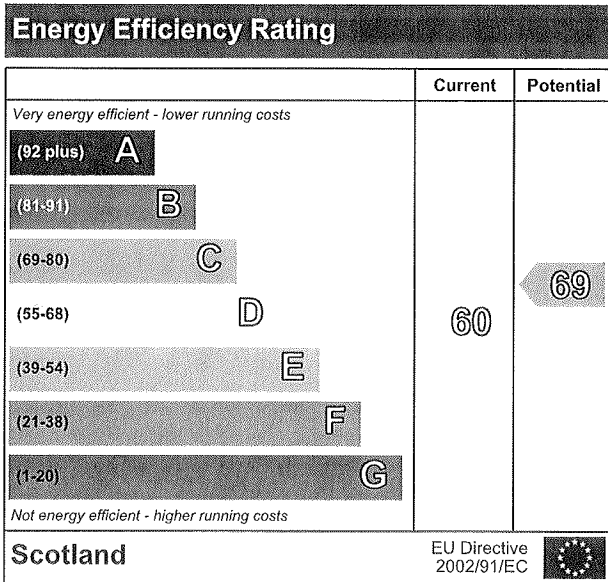 Energy Efficiency Rating
Current Potential
Very energy efficient - lower running costs
(92 plus) A
(81-91) B
(69-80) C
69
(55-68) D
60
(39-54) E
(21-38) F
(1-20) G
Not energy efficient - higher running costs
Scotland
EU Directive
2002/91/EC